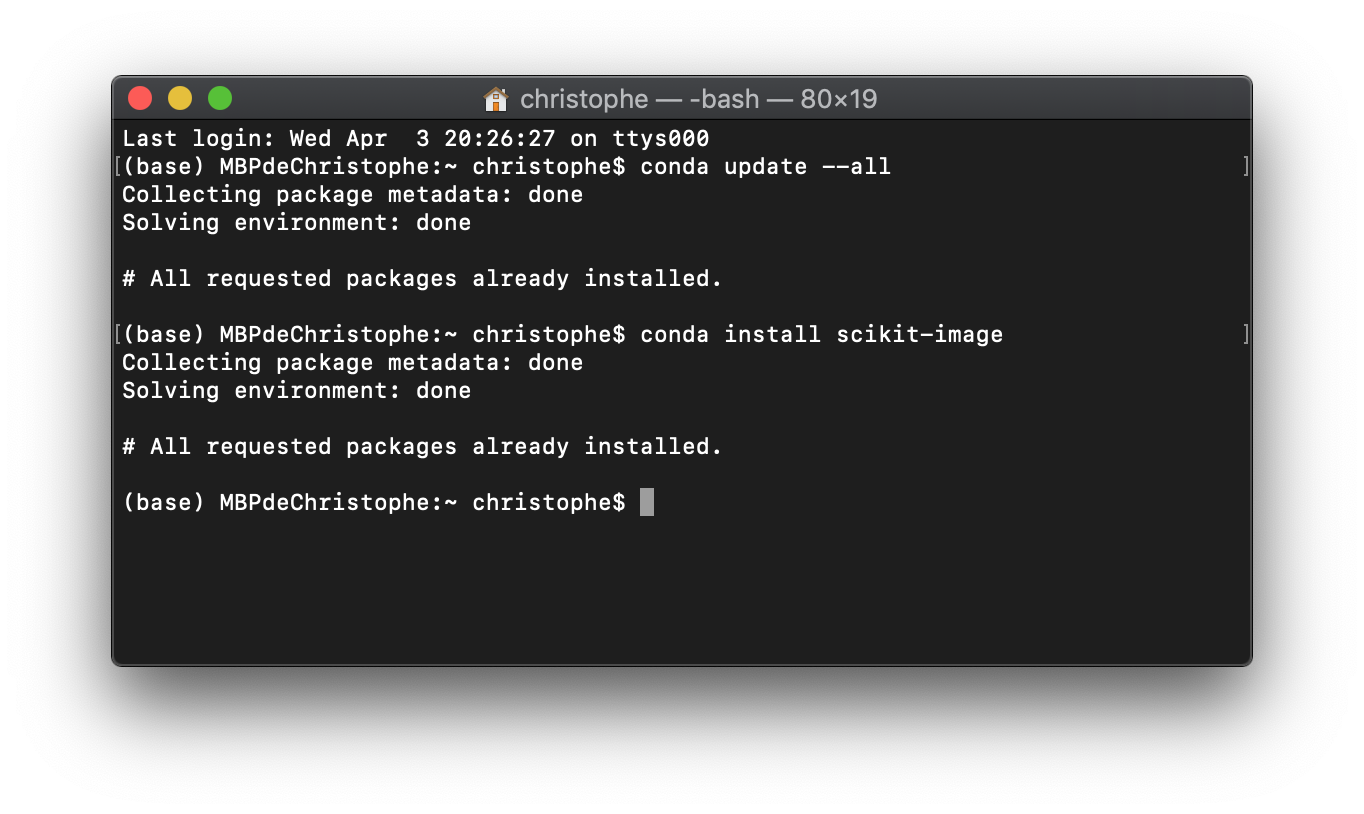 christophe — -bash — 80×19
Last login: Wed Apr  3 20:26:27 on ttys000
[(base) MBPdeChristophe:~ christophe$ conda update --all ]
Collecting package metadata: done
Solving environment: done
# All requested packages already installed.
[(base) MBPdeChristophe:~ christophe$ conda install scikit-image ]
Collecting package metadata: done
Solving environment: done
# All requested packages already installed.
(base) MBPdeChristophe:~ christophe$